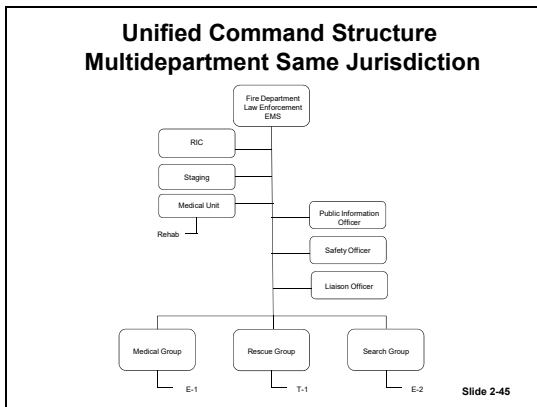 Unified Command Structure
Multidepartment Same Jurisdiction
Fire Department
Law Enforcement
EMS
RIC
Staging
Medical Unit
Rehab
Public Information
Officer
Safety Officer
Liaison Officer
Medical Group
Rescue Group
Search Group
E-1
T-1
E-2
Slide 2-45